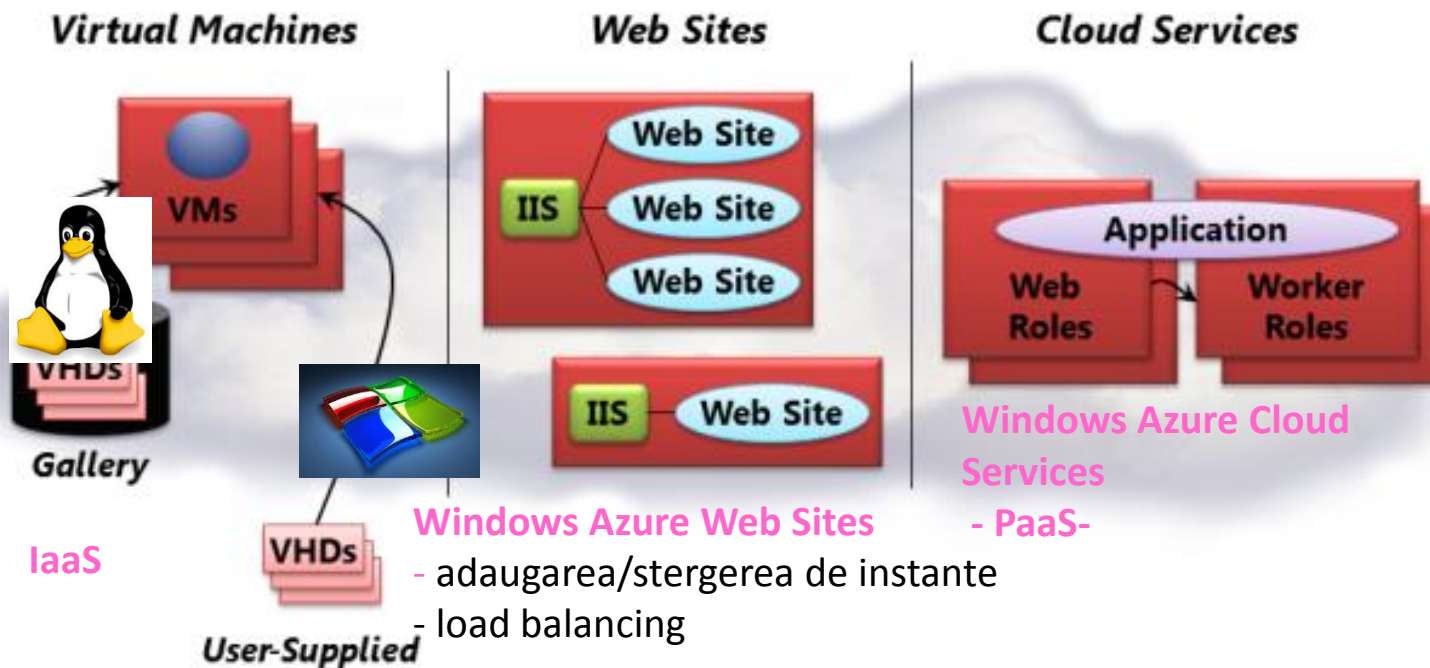 Virtual Machines
VMs
VHDs
Gallery
IaaS
VHDs
User-Supplied
Web Sites
IIS
Web Site
Web Site
Web Site
IIS
Web Site
Windows Azure Web Sites
- adaugarea/stergerea de instante
- load balancing
Cloud Services
Application
Web
Roles
Worker
Roles
Windows Azure Cloud
Services
- PaaS-